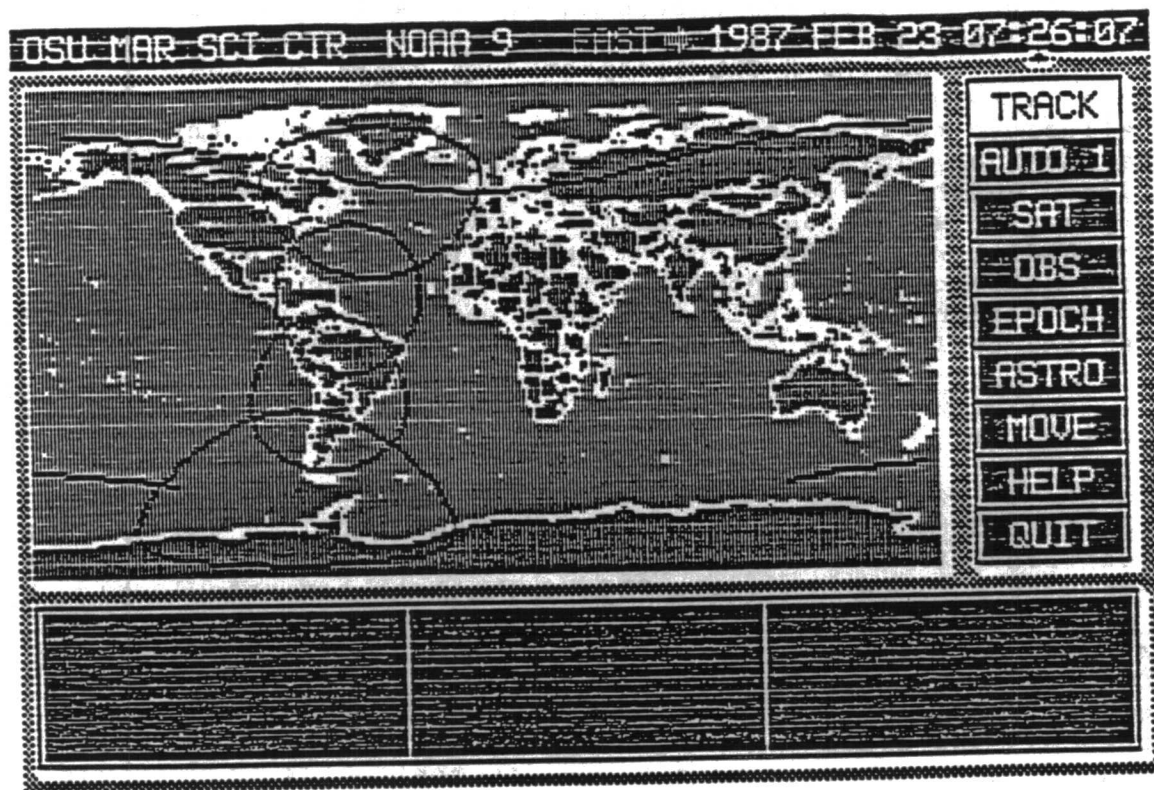 OSU MAR SCI CTR NOAA 9 FAST 1987 FEB 23 07:26:07
TRACK
AUTO 1
SAT
OBS
EPOCH
ASTRO
MOVE
HELP
QUIT